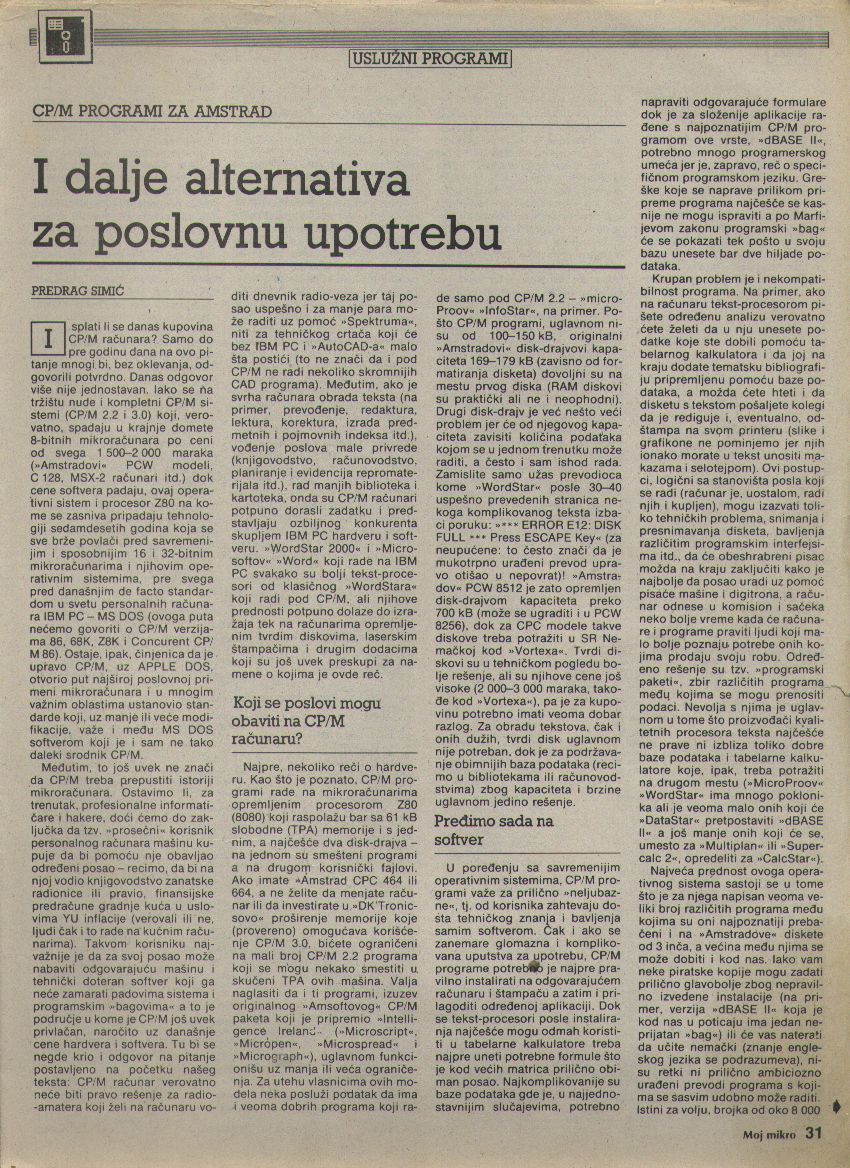 USLUŽNI PROGRAMI
CP/M PROGRAMI ZA AMSTRAD
I dalje alternativa
za poslovnu upotrebu
PREDRAG SIMIĆ
I splati li se danas kupovina
CP/M računara? Samo do
pre godinu dana na ovo pi-
tanje mnogi bi, bez oklevanja, od-
govorili potvrdno. Danas odgovor
više nije jednostavan. Iako se na
tržištu nude i kompletni CP/M si-
stemi (CP/M 2.2 i 3.0) koji, vero-
vatno, spadaju u krajnje domete
8-bitnih mikroračunara po ceni
od svega 1 500–2 000 maraka
(»Amstradovi« PCW modeli,
C 128, MSX-2 računari itd.) dok
cene softvera padaju, ovaj opera-
tivni sistem i procesor Z80 na ko-
me se zasniva pripadaju tehnolo-
giji sedamdesetih godina koja se
sve brže povlači pred savremeni-
jim i sposobnijim 16 i 32-bitnim
mikroračunarima i njihovim ope-
rativnim sistemima, pre svega
pred današnjim de facto standar-
dom u svetu personalnih računa-
ra IBM PC – MS DOS (ovoga puta
nećemo govoriti o CP/M verzija-
ma 86, 68K, Z8K i Concurent CP/
M 86). Ostaje, ipak, činjenica da je
upravo CP/M, uz APPLE DOS,
otvorio put najširoj poslovnoj pri-
meni mikroračunara i u mnogim
važnim oblastima ustanovio stan-
darde koji, uz manje ili veće modi-
fikacije, važe i među MS DOS
softverom koji je i sam ne tako
daleki srodnik CP/M.
Međutim, to još uvek ne znači
da CP/M treba prepustiti istoriji
mikroračunara. Ostavimo li, za
trenutak, profesionalne informati-
čare i hakere, doći ćemo do zak-
ljučka da tzv. »prosečni« korisnik
personalnog računara mašinu ku-
puje da bi pomoću nje obavljao
određeni posao – recimo, da bi na
njoj vodio knjigovodstvo zanatske
radionice ili pravio, finansijske
predračune gradnje kuća u uslo-
vima YU inflacije (verovali ili ne,
ljudi čak i to rade na kućnim raču-
narima). Takvom korisniku naj-
važnije je da za svoj posao može
nabaviti odgovarajuću mašinu i
tehnički doteran softver koji ga
neće zamarati padovima sistema i
programskim »bagovima« a to je
područje u kome je CP/M još uvek
privlačan, naročito uz današnje
cene hardvera i softvera. Tu bi se
negde krio i odgovor na pitanje
postavljeno na početku našeg
teksta: CP/M računar verovatno
neće biti pravo rešenje za radio-
-amatera koji želi na računaru vo-
diti dnevnik radio-veza jer taj po-
sao uspešno i za manje para mo-
že raditi uz pomoć »Spektruma«,
niti za tehničkog crtača koji će
bez IBM PC i »AutoCAD-a« malo
šta postići (to ne znači da i pod
CP/M ne radi nekoliko skromnijih
CAD programa). Međutim, ako je
svrha računara obrada teksta (na
primer, prevođenje, redaktura,
lektura, korektura, izrada pred-
metnih i pojmovnih indeksa itd.),
vođenje poslova male privrede
(knjigovodstvo, računovodstvo,
planiranje i evidencija repromate-
rijala itd.), rad manjih biblioteka i
kartoteka, onda su CP/M računari
potpuno dorasli zadatku i pred-
stavljaju ozbiljnog konkurenta
skupljem IBM PC hardveru i soft-
veru. »WordStar 2000« i »Micro-
softov« »Word« koji rade na IBM
PC svakako su bolji tekst-proce-
sori od klasičnog »WordStara«
koji radi pod CP/M, ali njihove
prednosti potpuno dolaze do izra-
žaja tek na računarima opremlje-
nim tvrdim diskovima, laserskim
štampačima i drugim dodacima
koji su još uvek preskupi za na-
mene o kojima je ovde reč.
Koji se poslovi mogu
obaviti na CP/M
računaru?
Najpre, nekoliko reči o hardve-
ru. Kao što je poznato, CP/M pro-
grami rade na mikroračunarima
opremljenim procesorom Z80
(8080) koji raspolažu bar sa 61 kB
slobodne (TPA) memorije i s jed-
nim, a najčešće dva disk-drajva –
na jednom su smešteni programi
a na drugom korisnički fajlovi.
Ako imate »Amstrad CPC 464 ili
664, a ne želite da menjate raču-
nar ili da investirate u »DK'Tronic-
sovo« proširenje memorije koje
(provereno) omogućava korišće-
nje CP/M 3.0, bićete ograničeni
na mali broj CP/M 2.2 programa
koji se mogu nekako smestiti u
skučeni TPA ovih mašina. Valja
naglasiti da i ti programi, izuzev
originalnog »Amsoftovog« CP/M
paketa koji je pripremio »Intelli-
gence Ireland« (»Microscript«,
»Micropen«, »Microspread« i
»Micrograph«), uglavnom funkci-
onišu uz manja ili veća ograniče-
nja. Za utehu vlasnicima ovih mo-
dela neka posluži podatak da ima
i veoma dobrih programa koji ra-
de samo pod CP/M 2.2 – »micro-
Proov« »InfoStar«, na primer. Po-
što CP/M programi, uglavnom ni-
su od 100–150 kB, originalni
»Amstradovi« disk-drajvovi kapa-
citeta 169–179 kB (zavisno od for-
matiranja disketa) dovoljni su na
mestu prvog diska (RAM diskovi
su praktični ali ne i neophodni).
Drugi disk-drajv je već nešto veći
problem jer će od njegovog kapa-
citeta zavisiti količina podataka
kojom se u jednom trenutku može
raditi, a često i sam ishod rada.
Zamislite samo užas prevodioca
kome »WordStar« posle 30–40
uspešno prevedenih stranica ne-
koga komplikovanog teksta izba-
ci poruku: »*** ERROR E12: DISK
FULL *** Press ESCAPE Key« (za
neupućene: to često znači da je
mukotrpno urađeni prevod upra-
vo otišao u nepovrat)! »Amstra-
dov« PCW 8512 je zato opremljen
disk-drajvom kapaciteta preko
700 kB (može se ugraditi i u PCW
8256), dok za CPC modele takve
diskove treba potražiti u SR Ne-
mačkoj kod »Vortexa«. Tvrdi di-
skovi su u tehničkom pogledu bo-
lje rešenje, ali su njihove cene još
visoke (2 000–3 000 maraka, tako-
đe kod »Vortexa»), pa je za kupo-
vinu potrebno imati veoma dobar
razlog. Za obradu tekstova, čak i
onih dužih, tvrdi disk uglavnom
nije potreban, dok je za podržava-
nje obimnijih baza podataka (reci-
mo u bibliotekama ili računovod-
stvima) zbog kapaciteta i brzine
uglavnom jedino rešenje.
Pređimo sada na
softver
U poređenju sa savremenijim
operativnim sistemima, CP/M pro-
grami važe za prilično »neljubaz-
ne«, tj. od korisnika zahtevaju do-
sta tehničkog znanja i bavljenja
samim softverom. Čak i ako se
zanemare glomazna i kompliko-
vana uputstva za upotrebu, CP/M
programe potrebno je najpre pra-
vilno instalirati na odgovarajućem
računaru i štampaču a zatim i pri-
lagoditi određenoj aplikaciji. Dok
se tekst-procesori posle instalira-
nja najčešće mogu odmah koristi-
ti u tabelarne kalkulatore treba
najpre uneti potrebne formule što
je kod većih matrica prilično obi-
man posao. Najkomplikovanije su
baze podataka gde je, u najjedno-
stavnijim slučajevima, potrebno
napraviti odgovarajuće formulare
dok je za složenije aplikacije ra-
đene s najpoznatijim CP/M pro-
gramom ove vrste, »dBASE II«,
potrebno mnogo programerskog
umeća jer je, zapravo, reč o speci-
fičnom programskom jeziku. Gre-
ške koje se naprave prilikom pri-
preme programa najčešće se kas-
nije ne mogu ispraviti a po Marfi-
jevom zakonu programski »bag«
će se pokazati tek pošto u svoju
bazu unesete bar dve hiljade po-
dataka.
Krupan problem je i nekompati-
bilnost programa. Na primer, ako
na računaru tekst-procesorom pi-
šete određenu analizu verovatno
ćete želeti da u nju unesete po-
datke koje ste dobili pomoću ta-
belarnog kalkulatora i da joj na
kraju dodate tematsku bibliografi-
ju pripremljenu pomoću baze po-
dataka, a možda ćete hteti i da
disketu s tekstom pošaljete kolegi
da je rediguje i, eventualno, od-
štampa na svom printeru (slike i
grafikone ne pominjemo jer njih
ionako morate u tekst unositi ma-
kazama i selotejpom). Ovi postup-
ci, logični sa stanovišta posla koji
se radi (računar je, uostalom, radi
njih i kupljen), mogu izazvati toli-
ko tehničkih problema, snimanja i
presnimavanja disketa, bavljenja
različitim programskim interfejsi-
ma itd., da će obeshrabreni pisac
možda na kraju zaključiti kako je
najbolje da posao uradi uz pomoć
pisaće mašine i digitrona, a raču-
nar odnese u komision i sačeka
neko bolje vreme kada će računa-
re i programe praviti ljudi koji ma-
lo bolje poznaju potrebe onih ko-
jima prodaju svoju robu. Određ-
eno rešenje su tzv. »programski
paketi«, zbir različitih programa
među kojima se mogu prenositi
podaci. Nevolja s njima je uglav-
nom u tome što proizvođači kvali-
tetnih procesora teksta najčešće
ne prave ni izbliza toliko dobre
baze podataka i tabelarne kalku-
latore koje, ipak, treba potražiti
na drugom mestu (»MicroProov«
»WordStar« ima mnogo pokloni-
ka ali je veoma malo onih koji će
»DataStar« pretpostaviti »dBASE
II« a još manje onih koji će se,
umesto za »Multiplan« ili »Super-
calc 2«, opredeliti za »CalcStar«).
Najveća prednost ovoga opera-
tivnog sistema sastoji se u tome
što je za njega napisan veoma ve-
liki broj različitih programa među
kojima su oni najpoznatiji preba-
čeni i na »Amstradove« diskete
od 3 inča, a većina među njima se
može dobiti i kod nas. Iako vam
neke piratske kopije mogu zadati
prilično glavobolje zbog nepravil-
no izvedene instalacije (na pri-
mer, verzija »dBASE II« koja je
kod nas u poticaju ima jedan ne-
prijatan »bag«) ili će vas naterati
da učite nemački (znanje engle-
skog jezika se podrazumeva), ni-
su retki ni prilično ambiciozno
urađeni prevodi programa s koji-
ma se sasvim udobno može raditi.
Istini za volju, brojka od oko 8 000
Moj mikro 31